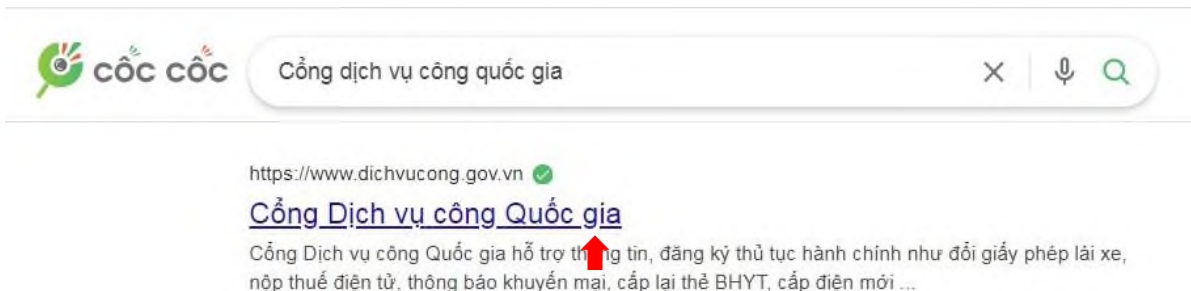 cốc cốc Cổng dịch vụ công quốc gia
https://www.dichvucong.gov.vn
Cổng Dịch vụ công Quốc gia
Cổng Dịch vụ công Quốc gia hỗ trợ thông tin, đăng ký thủ tục hành chính như đổi giấy phép lái xe,
nộp thuế điện tử, thông báo khuyến mại, cấp lại thẻ BHYT, cấp điện mới ...